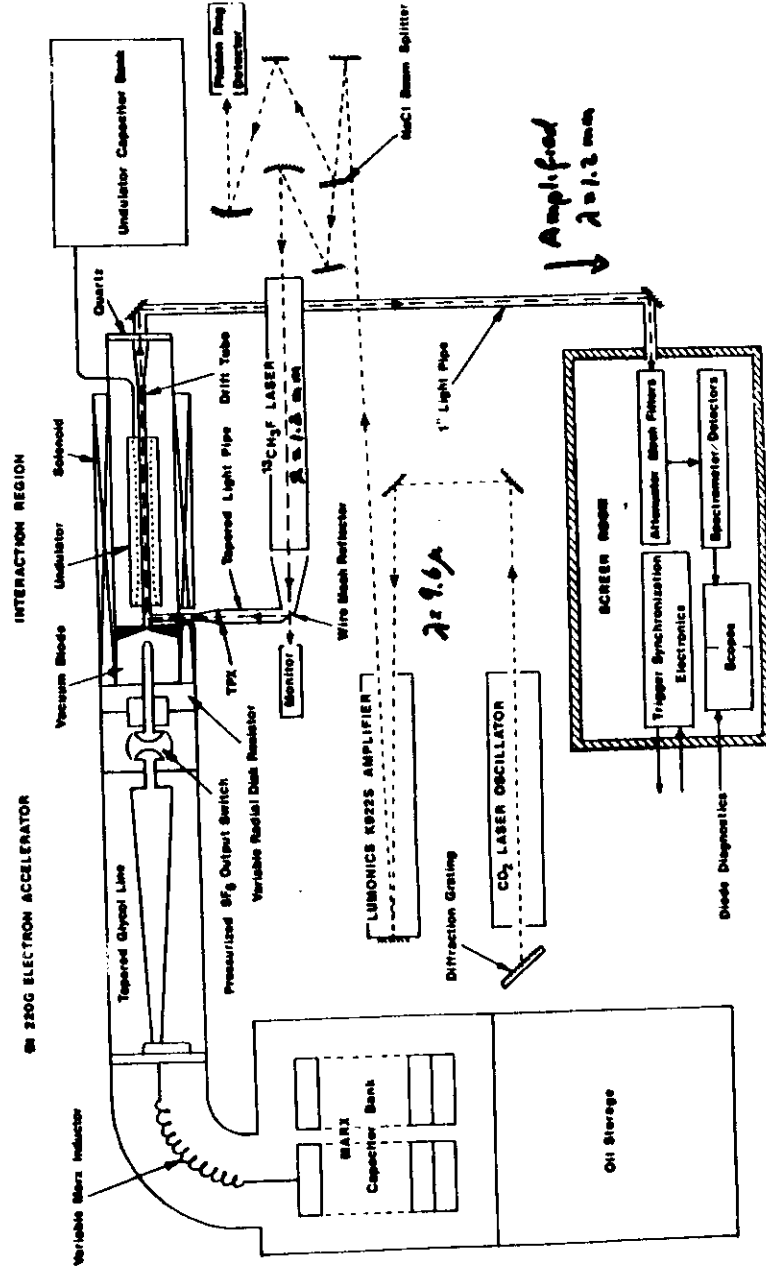 INTERACTION REGION
220G ELECTRON ACCELERATOR
Variable Marx Inductor
Tapered Glycol Line
Pressurized SF6 Output Switch
Variable Radial Disk Resistor
Vacuum Diode
Undulator
Solenoid
Quartz
Undulator Capacitor Bank
Drift Tube
Tapered Light Pipe
TPX
Wire Mesh Reflector
Monitor
13CH3F LASER
λ = 1.2 mm
Photon Drag
Detector
NaCl Beam Splitter
Amplified
λ=1.2 mm
1" Light Pipe
LUMONICS K922S AMPLIFIER
λ= 9.6μ
CO2 LASER OSCILLATOR
Diffraction Grating
MARX
Capacitor Bank
Oil Storage
SCREEN ROOM
Trigger Synchronization
Electronics
Attenuator Mesh Filters
Spectrometer/Detectors
Scopes
Diode Diagnostics